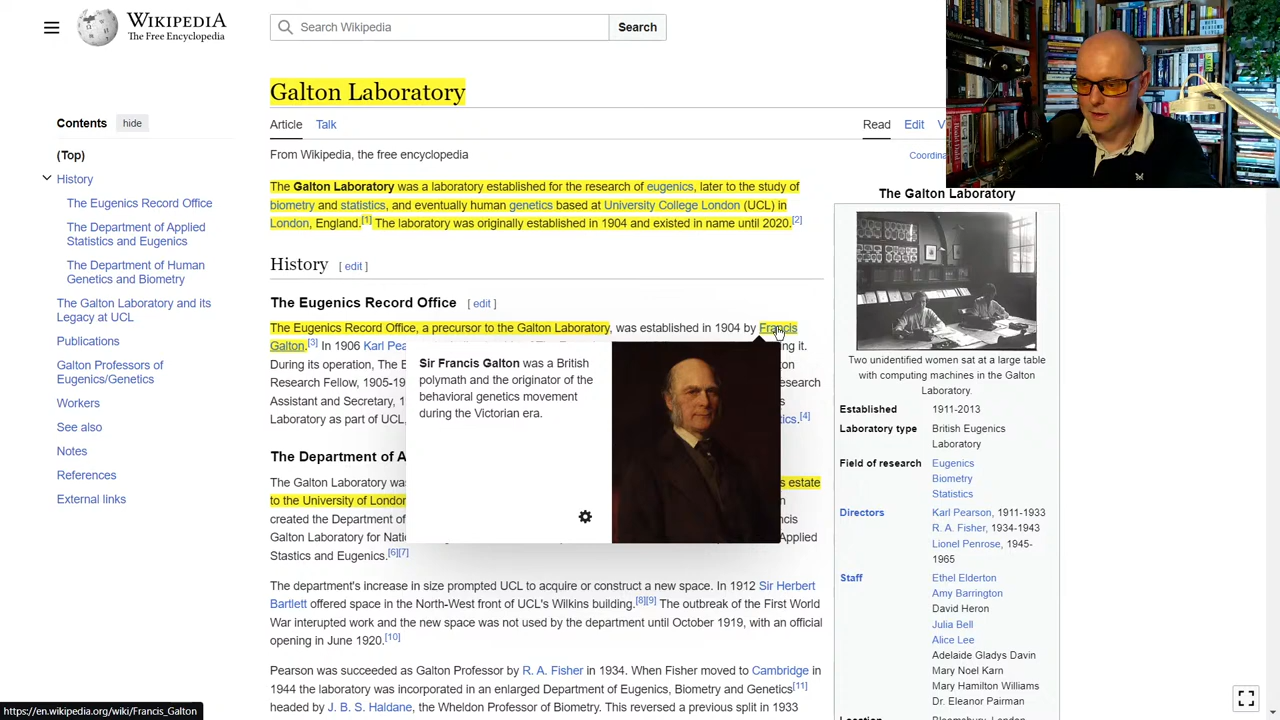 WIKIPEDIA
The Free Encyclopedia
Search Wikipedia
Search
Galton Laboratory
Article Talk
Read Edit
From Wikipedia, the free encyclopedia
Coordina
Contents hide
(Top)
History
The Eugenics Record Office
The Department of Applied
Statistics and Eugenics
The Department of Human
Genetics and Biometry
The Galton Laboratory and its
Legacy at UCL
Publications
Galton Professors of
Eugenics/Genetics
Workers
See also
Notes
References
External links
The Galton Laboratory was a laboratory established for the research of eugenics, later to the study of
biometry and statistics, and eventually human genetics based at University College London (UCL) in
London, England.[1] The laboratory was originally established in 1904 and existed in name until 2020.[2]
History [ edit ]
The Eugenics Record Office [ edit ]
The Eugenics Record Office, a precursor to the Galton Laboratory, was established in 1904 by Francis
Galton.[3] In 1906 Karl Pea ng it.
During its operation, The E ton
Research Fellow, 1905-19 esearch
Assistant and Secretary, 1 s
Laboratory as part of UCL, ics.[4]
Sir Francis Galton was a British
polymath and the originator of the
behavioral genetics movement
during the Victorian era.
The Department of A
The Galton Laboratory wa s estate
to the University of London n
created the Department of ncis
Galton Laboratory for Nati Applied
Stastics and Eugenics.[6][7]
The department's increase in size prompted UCL to acquire or construct a new space. In 1912 Sir Herbert
Bartlett offered space in the North-West front of UCL's Wilkins building.[8][9] The outbreak of the First World
War interupted work and the new space was not used by the department until October 1919, with an official
opening in June 1920.[10]
Pearson was succeeded as Galton Professor by R. A. Fisher in 1934. When Fisher moved to Cambridge in
1944 the laboratory was incorporated in an enlarged Department of Eugenics, Biometry and Genetics[11]
headed by J. B. S. Haldane, the Wheldon Professor of Biometry. This reversed a previous split in 1933
The Galton Laboratory
Two unidentified women sat at a large table
with computing machines in the Galton
Laboratory.
Established 1911-2013
Laboratory type British Eugenics
Laboratory
Field of research Eugenics
Biometry
Statistics
Directors Karl Pearson, 1911-1933
R. A. Fisher, 1934-1943
Lionel Penrose, 1945-
1965
Staff Ethel Elderton
Amy Barrington
David Heron
Julia Bell
Alice Lee
Adelaide Gladys Davin
Mary Noel Karn
Mary Hamilton Williams
Dr. Eleanor Pairman
Location Bloomsbury, London
https://en.wikipedia.org/wiki/Francis_Galton